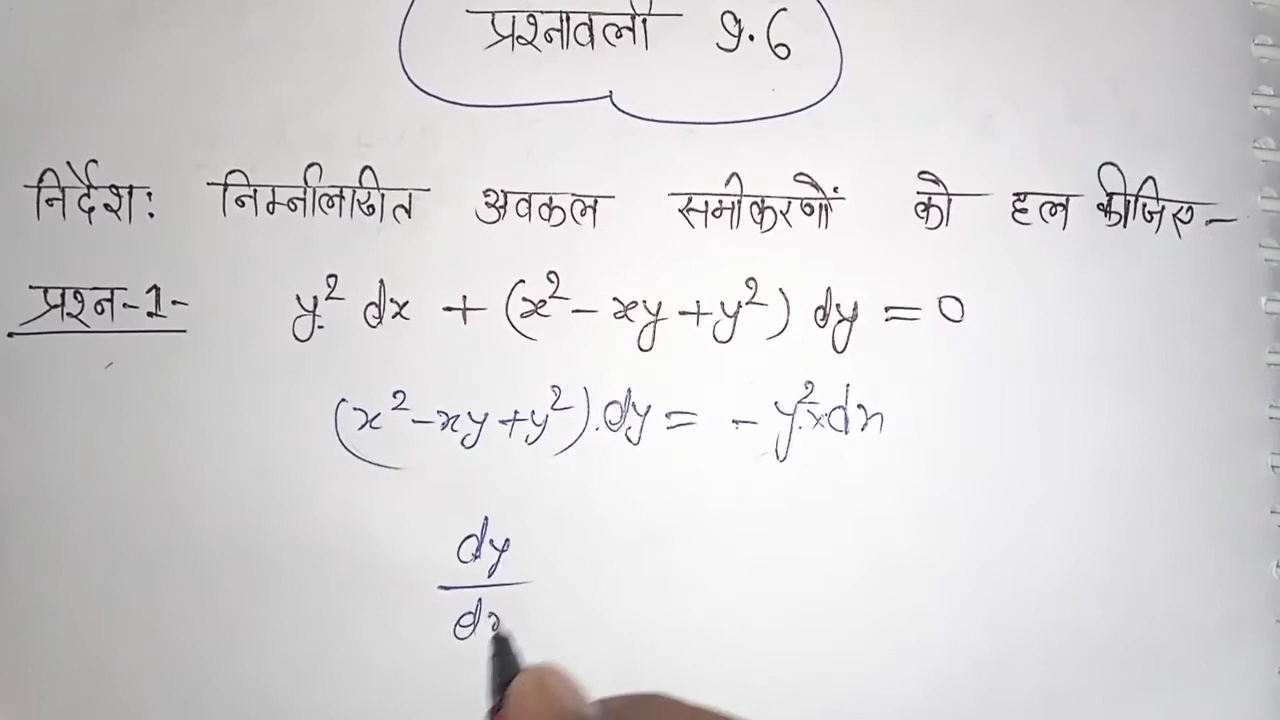 प्रश्नावली 9.6
निर्देश: निम्नलिखित अवकल समीकरणों को हल कीजिए-
प्रश्न-1- y² dx + (x² - xy + y²) dy = 0
(x² - xy + y²).dy = - y² x dx
dy
dx